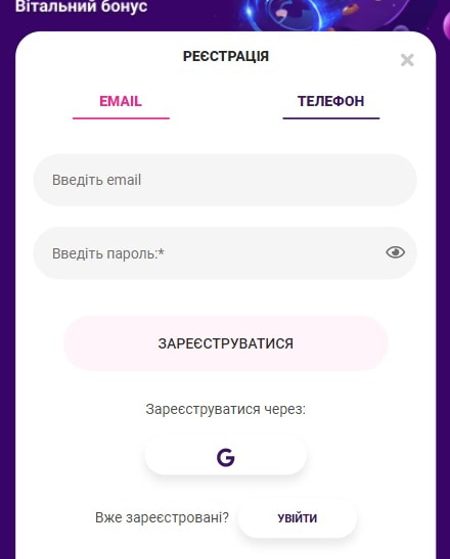 Вітальний бонус
РЕЄСТРАЦІЯ
EMAIL ТЕЛЕФОН
Введіть email
Введіть пароль:*
ЗАРЕЄСТРУВАТИСЯ
Зареєструватися через:
G
Вже зареєстровані? УВІЙТИ